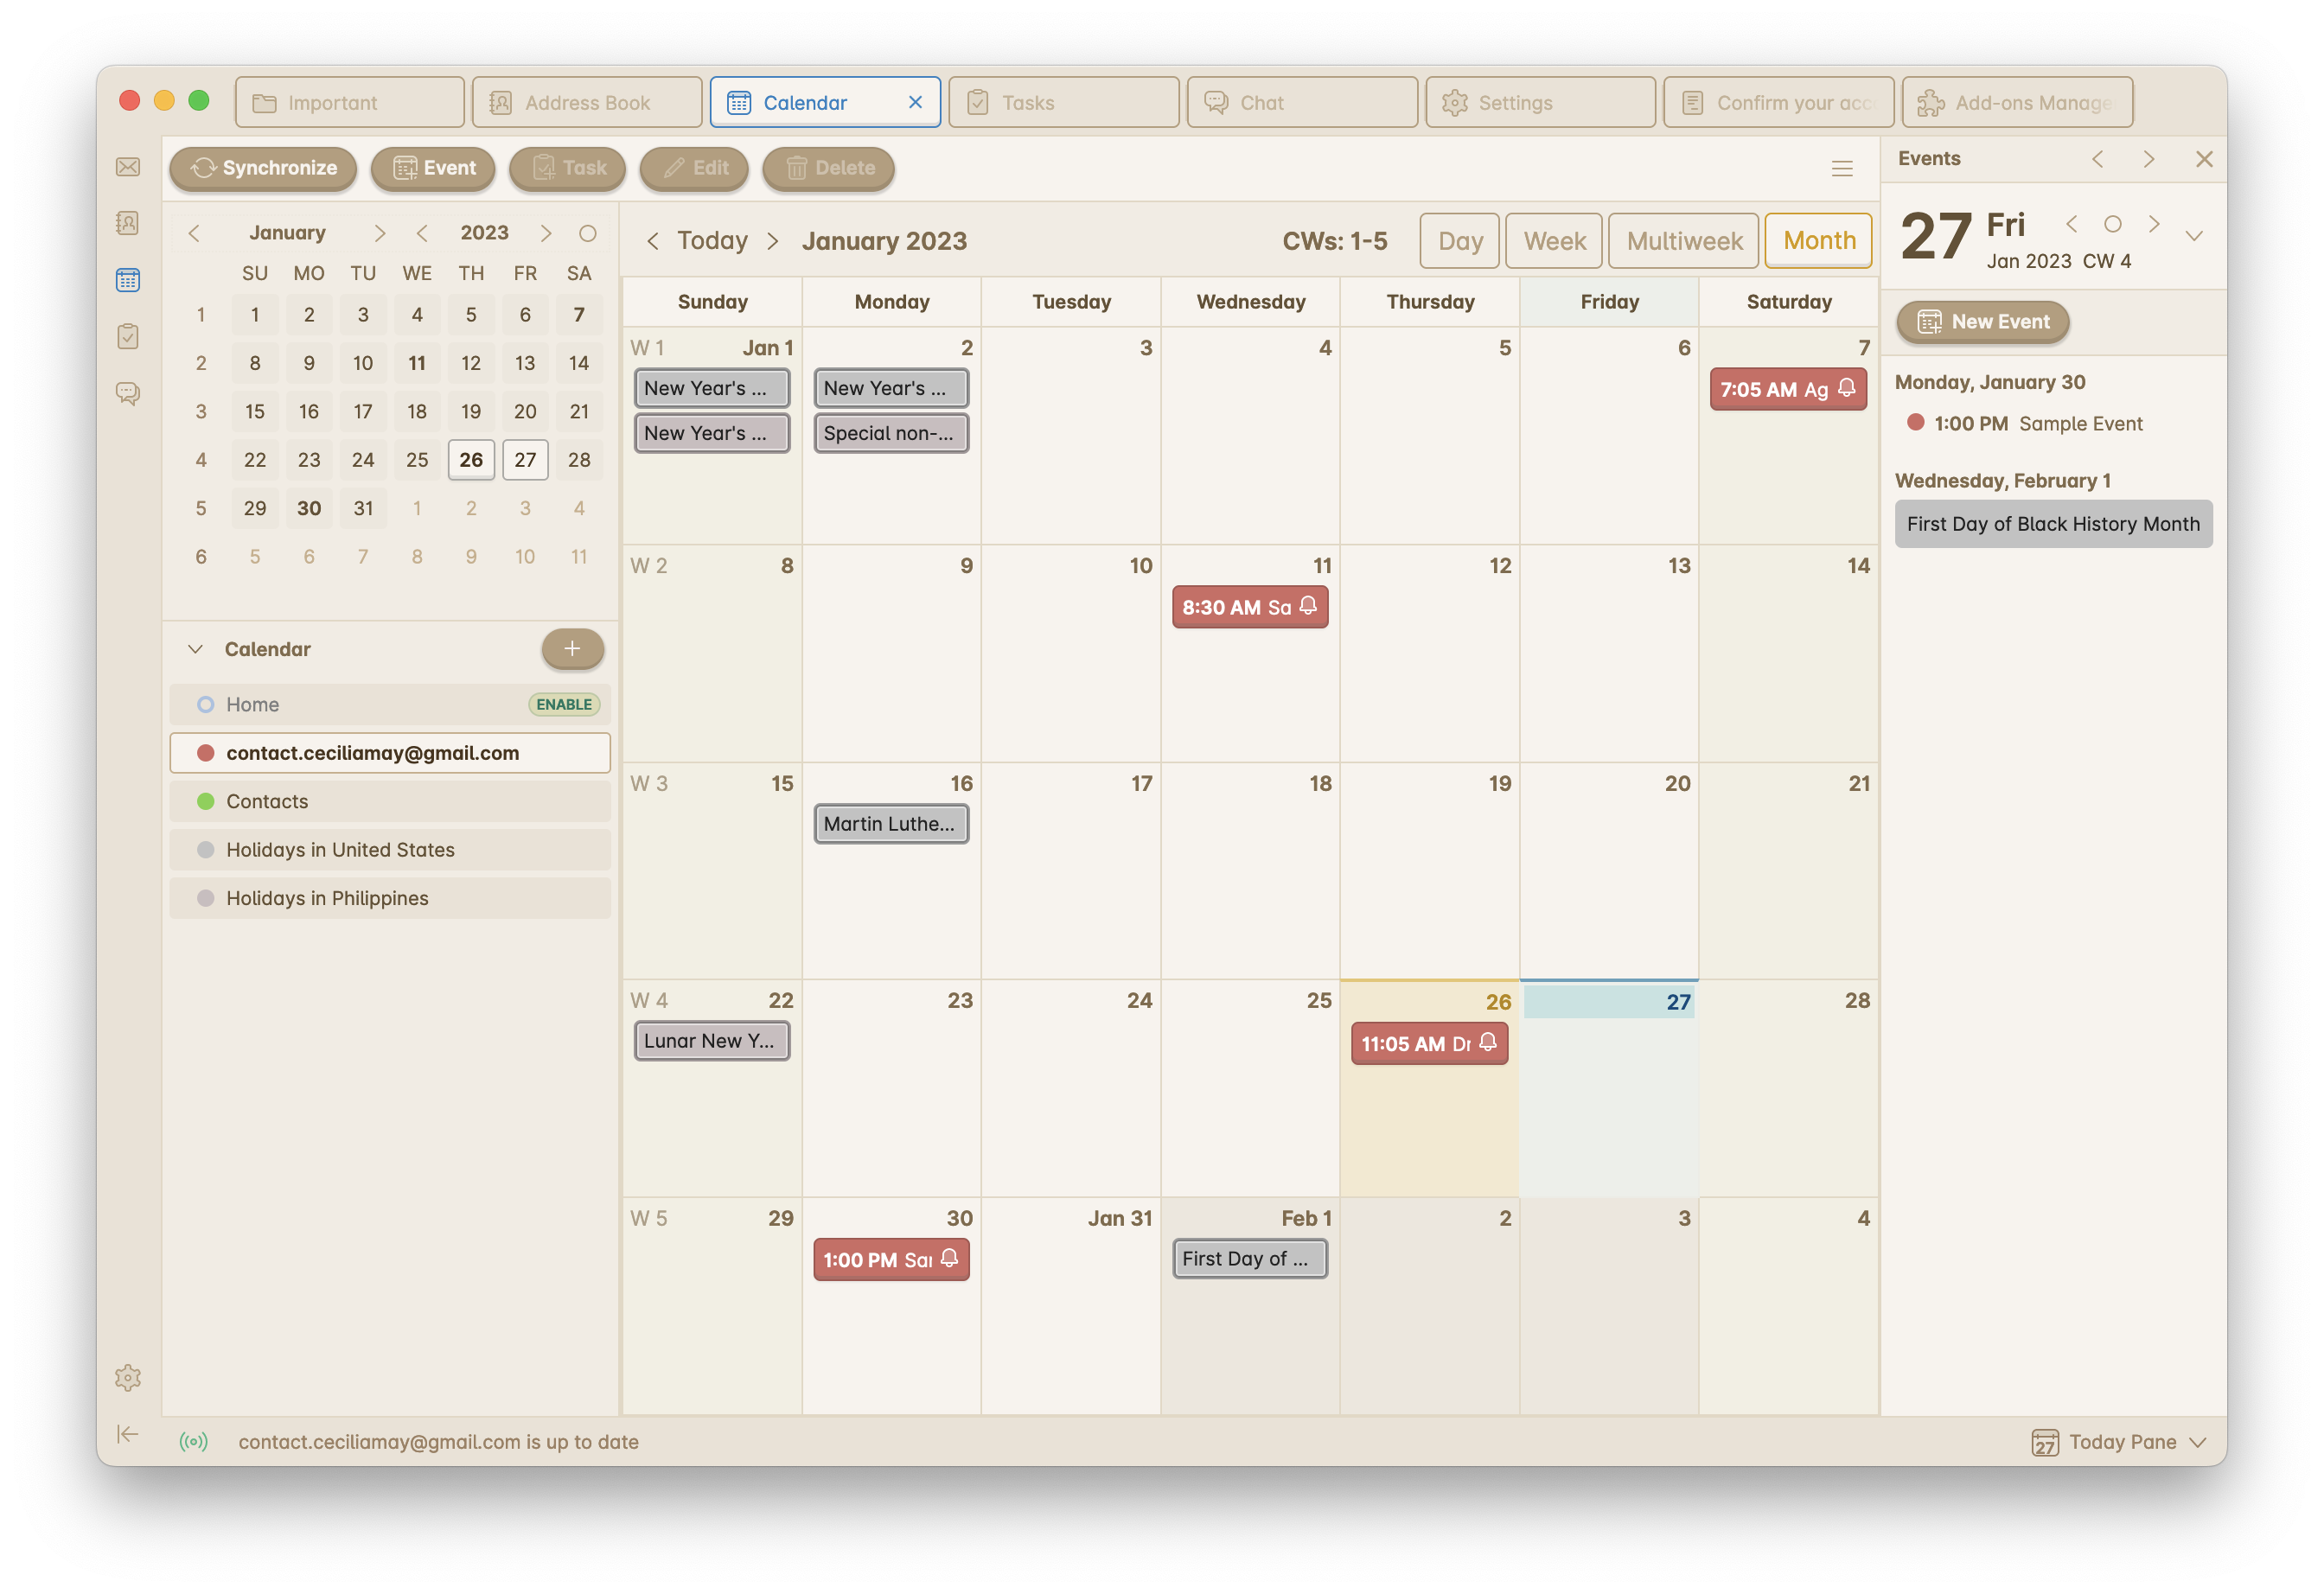 Important
Address Book
Calendar
Tasks
Chat
Settings
Confirm your acc
Add-ons Manage
Synchronize
Event
Task
Edit
Delete
January 2023
SU MO TU WE TH FR SA
1 1 2 3 4 5 6 7
2 8 9 10 11 12 13 14
3 15 16 17 18 19 20 21
4 22 23 24 25 26 27 28
5 29 30 31 1 2 3 4
6 5 6 7 8 9 10 11
Calendar
Home ENABLE
contact.ceciliamay@gmail.com
Contacts
Holidays in United States
Holidays in Philippines
Today January 2023 CWs: 1-5 Day Week Multiweek Month
Sunday Monday Tuesday Wednesday Thursday Friday Saturday
W 1 Jan 1 2 3 4 5 6 7
New Year's ... New Year's ... 7:05 AM Ag
New Year's ... Special non-...
W 2 8 9 10 11 12 13 14
8:30 AM Sa
W 3 15 16 17 18 19 20 21
Martin Luthe...
W 4 22 23 24 25 26 27 28
Lunar New Y... 11:05 AM Dr
W 5 29 30 Jan 31 Feb 1 2 3 4
1:00 PM Sa First Day of ...
Events
27 Fri
Jan 2023 CW 4
New Event
Monday, January 30
1:00 PM Sample Event
Wednesday, February 1
First Day of Black History Month
contact.ceciliamay@gmail.com is up to date
27 Today Pane